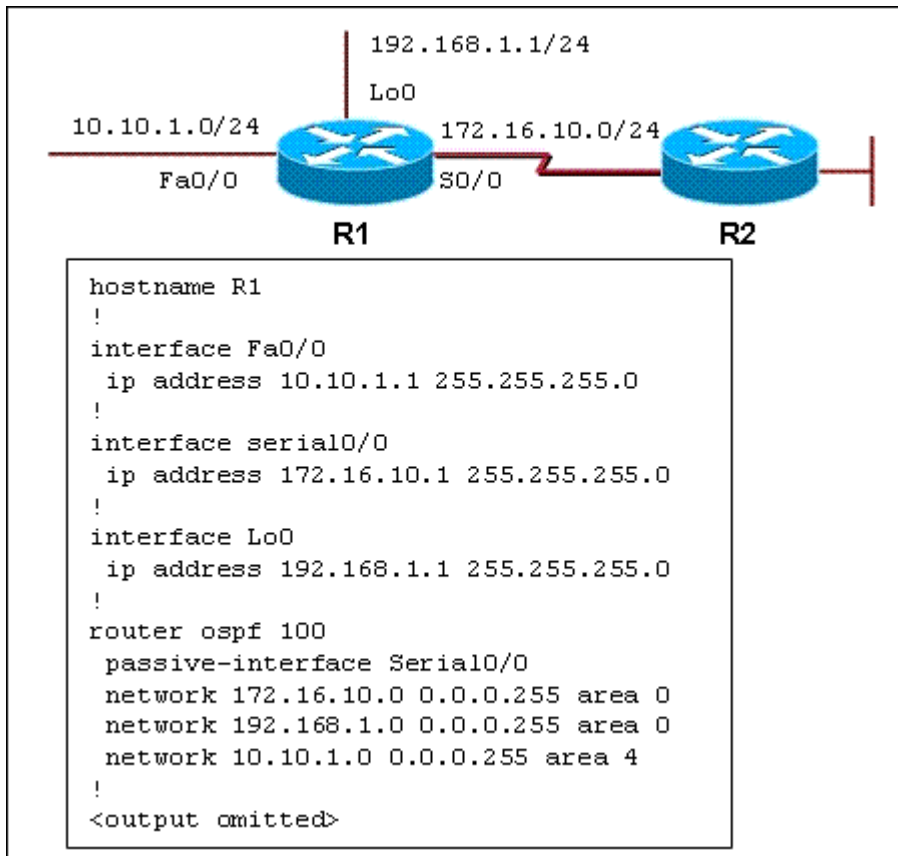 192.168.1.1/24
Lo0
10.10.1.0/24
172.16.10.0/24
Fa0/0
S0/0
R1
R2
hostname R1
!
interface Fa0/0
ip address 10.10.1.1 255.255.255.0
!
interface serial0/0
ip address 172.16.10.1 255.255.255.0
!
interface Lo0
ip address 192.168.1.1 255.255.255.0
!
router ospf 100
passive-interface Serial0/0
network 172.16.10.0 0.0.0.255 area 0
network 192.168.1.0 0.0.0.255 area 0
network 10.10.1.0 0.0.0.255 area 4
!
<output omitted>